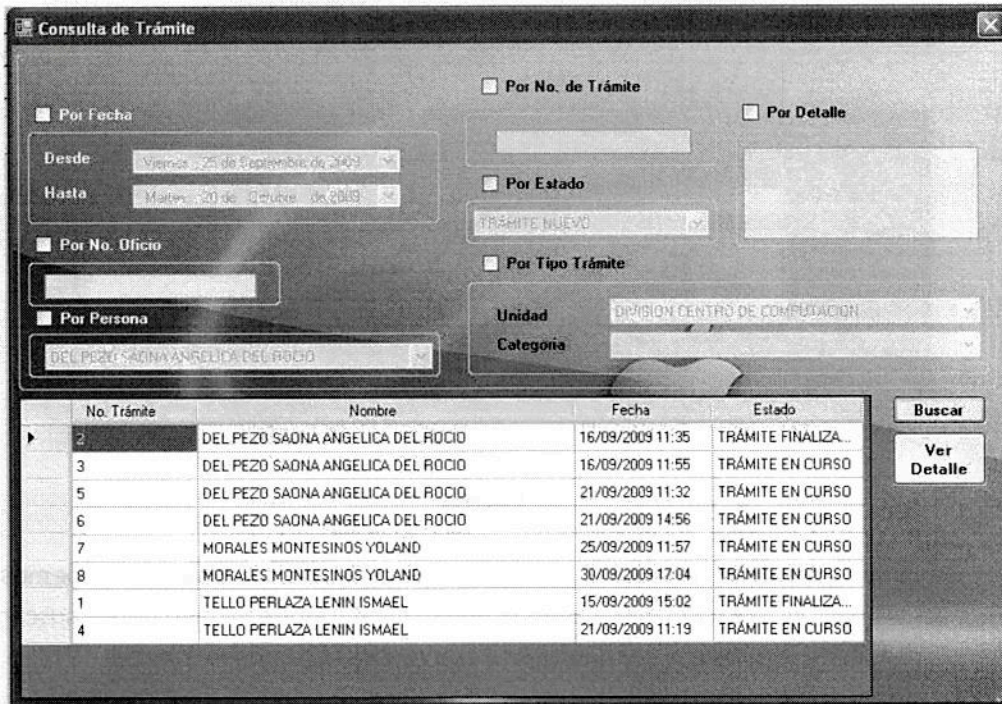 Consulta de Trámite
Por Fecha
Desde Viernes , 25 de Septiembre de 2009
Hasta Martes , 20 de Octubre de 2009
Por No. Oficio
Por Persona
DEL PEZO SAONA ANGELICA DEL ROCIO
Por No. de Trámite
Por Estado
TRÁMITE NUEVO
Por Detalle
Por Tipo Trámite
Unidad DIVISION CENTRO DE COMPUTACION
Categoria
No. Trámite Nombre Fecha Estado
2 DEL PEZO SAONA ANGELICA DEL ROCIO 16/09/2009 11:35 TRÁMITE FINALIZA...
3 DEL PEZO SAONA ANGELICA DEL ROCIO 16/09/2009 11:55 TRÁMITE EN CURSO
5 DEL PEZO SAONA ANGELICA DEL ROCIO 21/09/2009 11:32 TRÁMITE EN CURSO
6 DEL PEZO SAONA ANGELICA DEL ROCIO 21/09/2009 14:56 TRÁMITE EN CURSO
7 MORALES MONTESINOS YOLAND 25/09/2009 11:57 TRÁMITE EN CURSO
8 MORALES MONTESINOS YOLAND 30/09/2009 17:04 TRÁMITE EN CURSO
1 TELLO PERLAZA LENIN ISMAEL 15/09/2009 15:02 TRÁMITE FINALIZA...
4 TELLO PERLAZA LENIN ISMAEL 21/09/2009 11:19 TRÁMITE EN CURSO
Buscar
Ver
Detalle